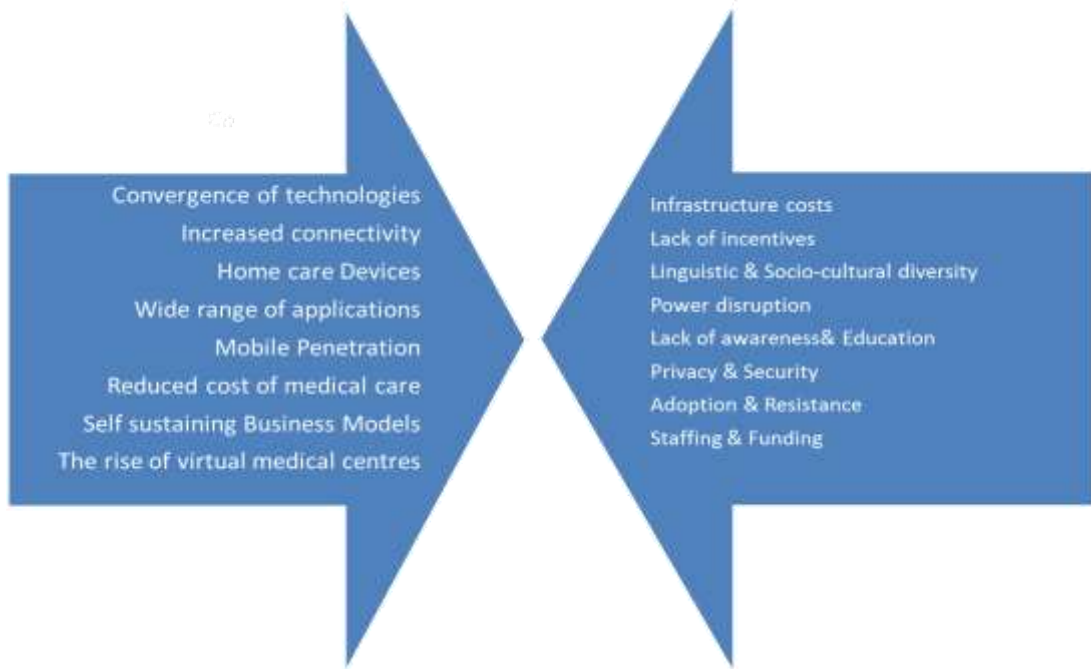 Convergence of technologies
Increased connectivity
Home care Devices
Wide range of applications
Mobile Penetration
Reduced cost of medical care
Self sustaining Business Models
The rise of virtual medical centres
Infrastructure costs
Lack of incentives
Linguistic & Socio-cultural diversity
Power disruption
Lack of awareness& Education
Privacy & Security
Adoption & Resistance
Staffing & Funding